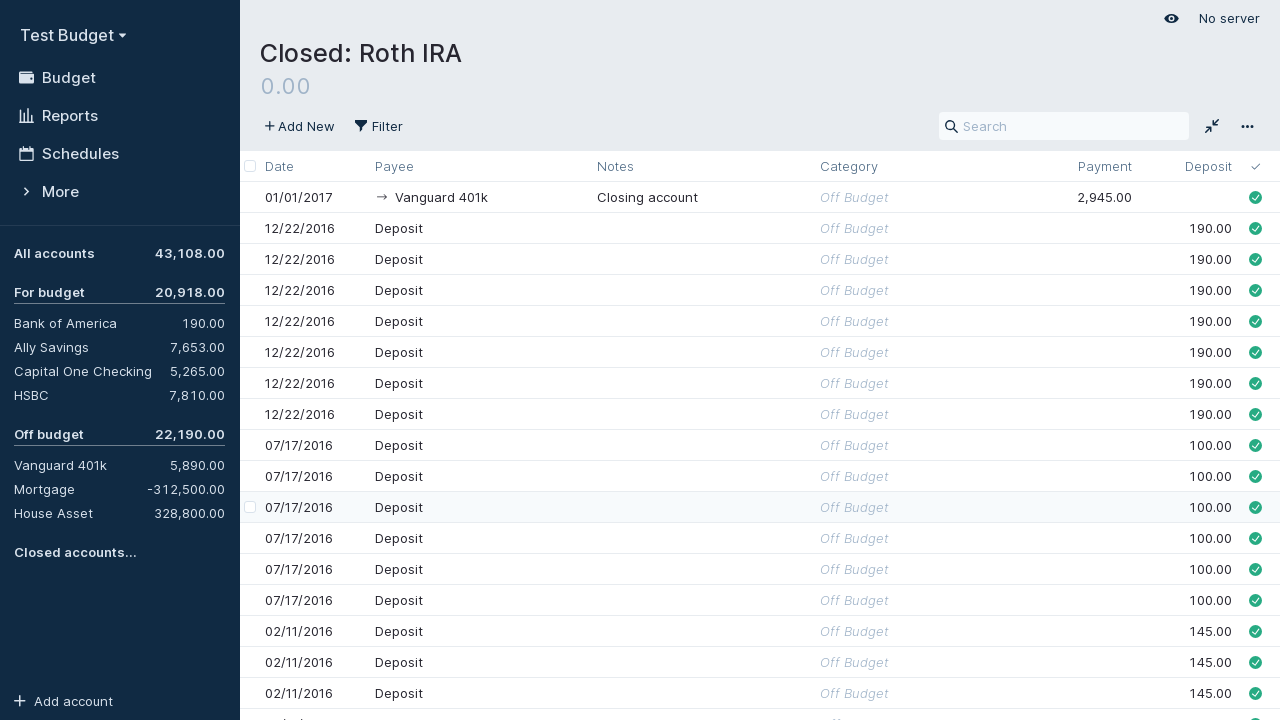 Test Budget
Budget
Reports
Schedules
More
All accounts 43,108.00
For budget 20,918.00
Bank of America 190.00
Ally Savings 7,653.00
Capital One Checking 5,265.00
HSBC 7,810.00
Off budget 22,190.00
Vanguard 401k 5,890.00
Mortgage -312,500.00
House Asset 328,800.00
Closed accounts...
Add account
No server
Closed: Roth IRA
0.00
Add New Filter Search
Date Payee Notes Category Payment Deposit
01/01/2017 Vanguard 401k Closing account Off Budget 2,945.00
12/22/2016 Deposit Off Budget 190.00
12/22/2016 Deposit Off Budget 190.00
12/22/2016 Deposit Off Budget 190.00
12/22/2016 Deposit Off Budget 190.00
12/22/2016 Deposit Off Budget 190.00
12/22/2016 Deposit Off Budget 190.00
12/22/2016 Deposit Off Budget 190.00
07/17/2016 Deposit Off Budget 100.00
07/17/2016 Deposit Off Budget 100.00
07/17/2016 Deposit Off Budget 100.00
07/17/2016 Deposit Off Budget 100.00
07/17/2016 Deposit Off Budget 100.00
07/17/2016 Deposit Off Budget 100.00
02/11/2016 Deposit Off Budget 145.00
02/11/2016 Deposit Off Budget 145.00
02/11/2016 Deposit Off Budget 145.00